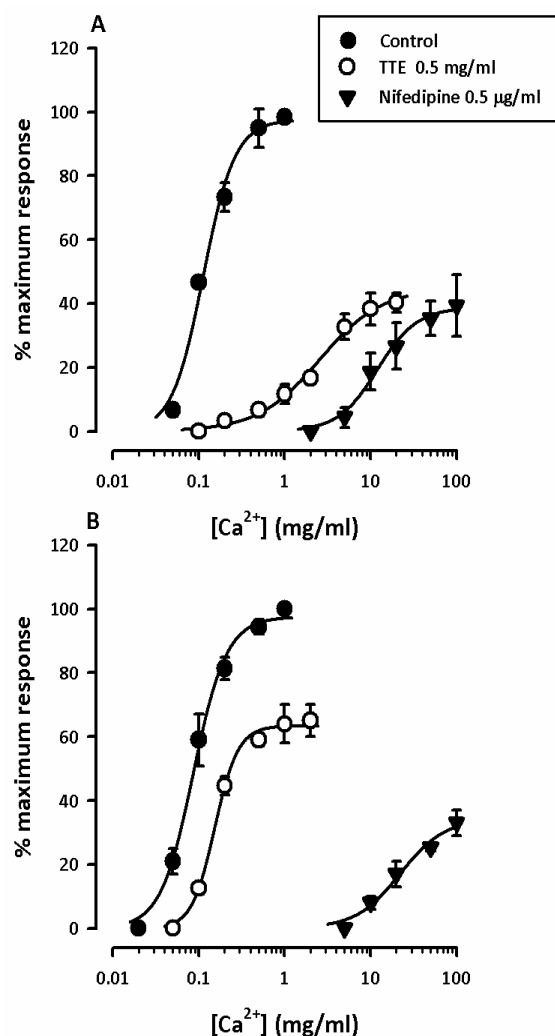 A
Control
TTE 0.5 mg/ml
Nifedipine 0.5 µg/ml
120
100
80
60
40
20
0
% maximum response
0.01 0.1 1 10 100
[Ca²⁺] (mg/ml)
B
120
100
80
60
40
20
0
% maximum response
0.01 0.1 1 10 100
[Ca²⁺] (mg/ml)